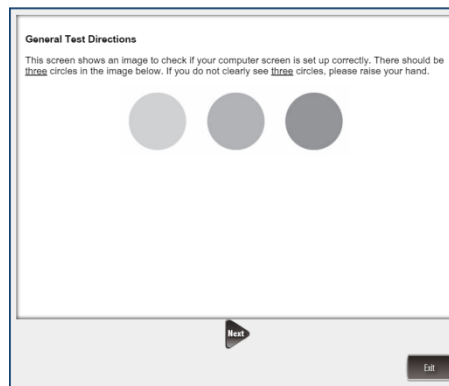 General Test Directions
This screen shows an image to check if your computer screen is set up correctly. There should be
three circles in the image below. If you do not clearly see three circles, please raise your hand.
Next
Exit